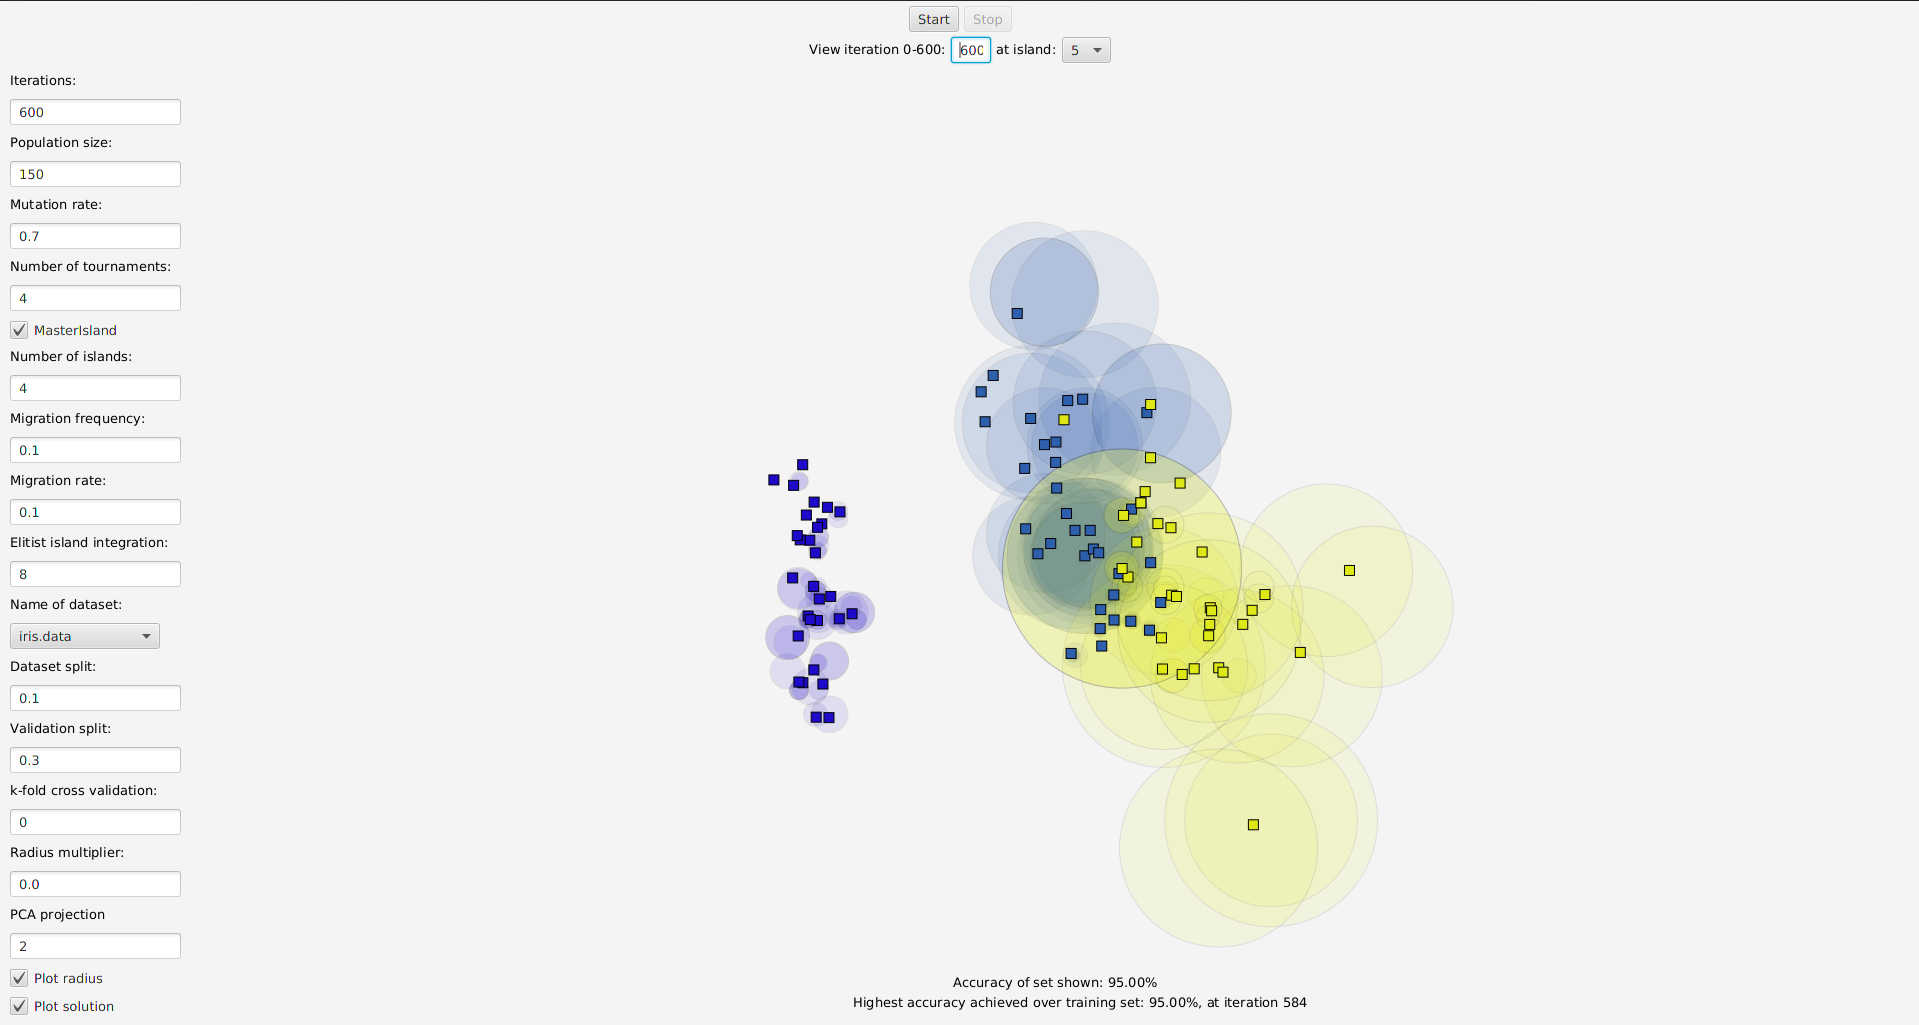 Start Stop
View iteration 0-600: 600 at island: 5
Iterations:
600
Population size:
150
Mutation rate:
0.7
Number of tournaments:
4
MasterIsland
Number of islands:
4
Migration frequency:
0.1
Migration rate:
0.1
Elitist island integration:
8
Name of dataset:
iris.data
Dataset split:
0.1
Validation split:
0.3
k-fold cross validation:
0
Radius multiplier:
0.0
PCA projection
2
Plot radius
Plot solution
Accuracy of set shown: 95.00%
Highest accuracy achieved over training set: 95.00%, at iteration 584